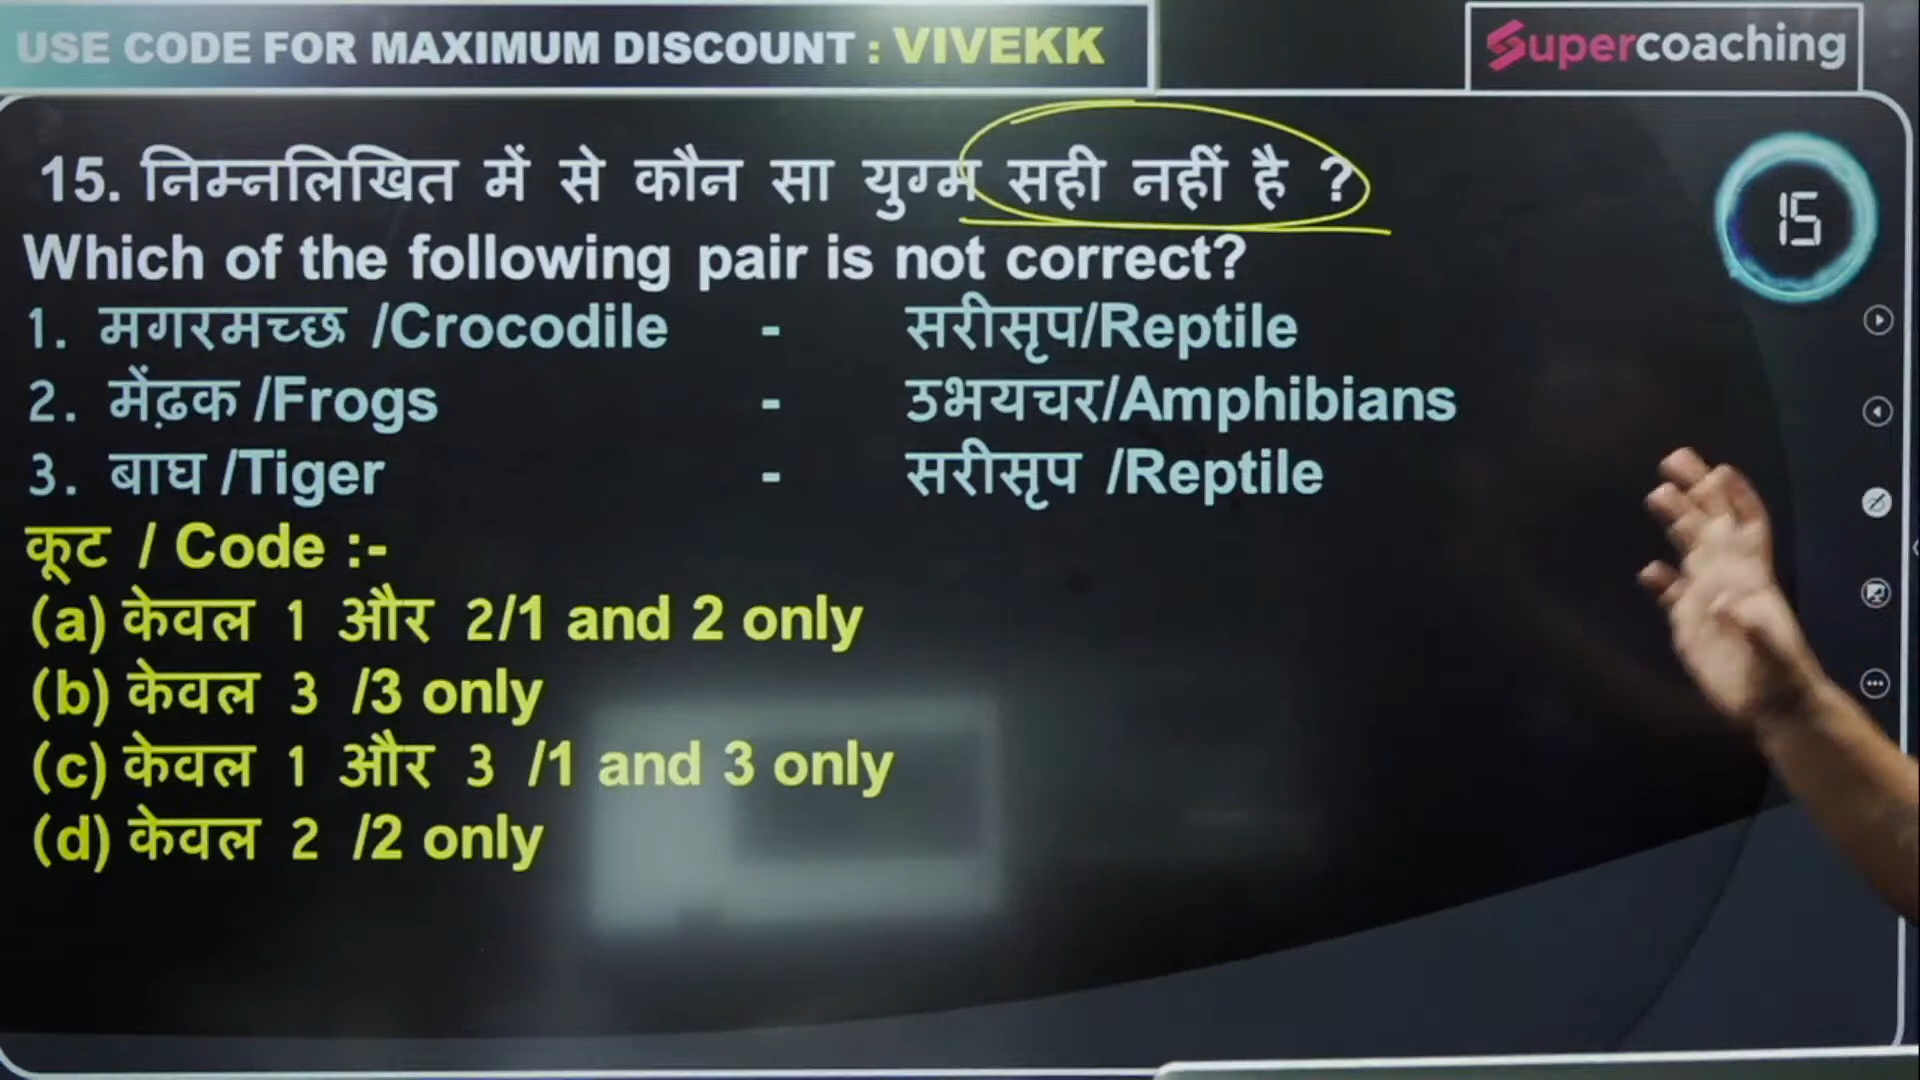 USE CODE FOR MAXIMUM DISCOUNT : VIVEKK
Supercoaching
15. निम्नलिखित में से कौन सा युग्म सही नहीं है ?
15
Which of the following pair is not correct?
1. मगरमच्छ /Crocodile - सरीसृप/Reptile
2. मेंढ़क /Frogs - उभयचर/Amphibians
3. बाघ /Tiger - सरीसृप /Reptile
कूट / Code :-
(a) केवल 1 और 2/1 and 2 only
(b) केवल 3 /3 only
(c) केवल 1 और 3 /1 and 3 only
(d) केवल 2 /2 only